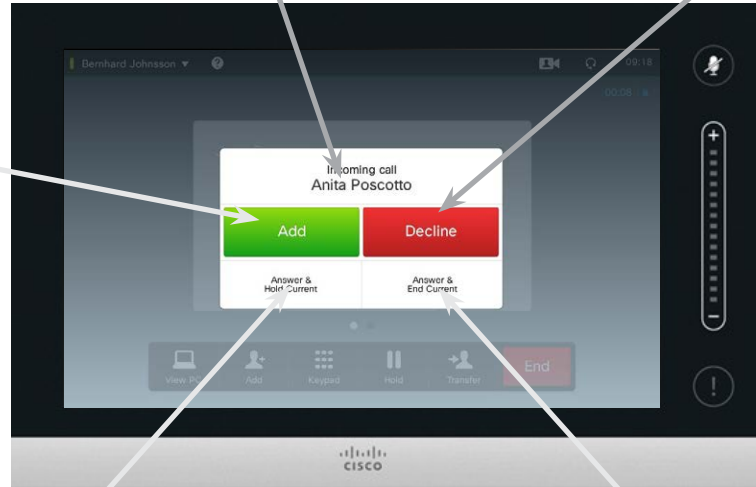 Bernhard Johnsson
?
09:18
00:08
Incoming call
Anita Poscotto
Add
Decline
Answer &
Hold Current
Answer &
End Current
View PC
Add
Keypad
Hold
Transfer
End
+
-
!
CISCO